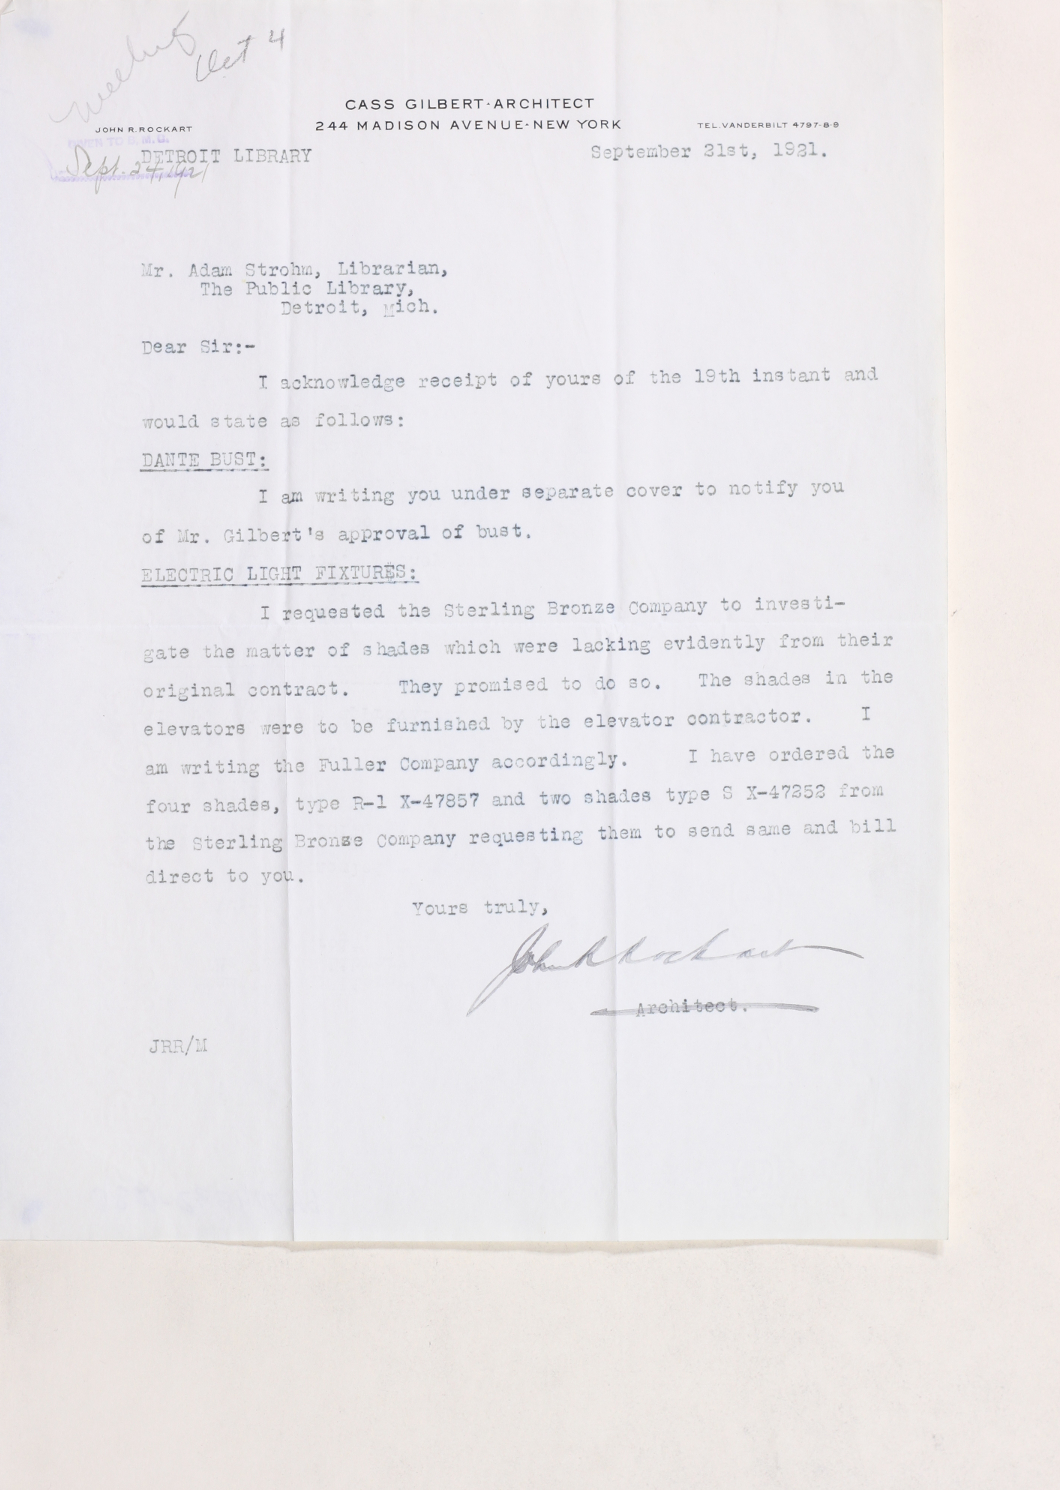 Meeting
Oct 4
CASS GILBERT·ARCHITECT
244 MADISON AVENUE·NEW YORK
JOHN R. ROCKART
TEL. VANDERBILT 4797-8-9
Sept. 24, 1921
DETROIT LIBRARY
September 21st, 1921.
Mr. Adam Strohm, Librarian,
The Public Library,
Detroit, Mich.
Dear Sir:-
I acknowledge receipt of yours of the 19th instant and
would state as follows:
DANTE BUST:
I am writing you under separate cover to notify you
of Mr. Gilbert's approval of bust.
ELECTRIC LIGHT FIXTURES:
I requested the Sterling Bronze Company to investi-
gate the matter of shades which were lacking evidently from their
original contract. They promised to do so. The shades in the
elevators were to be furnished by the elevator contractor. I
am writing the Fuller Company accordingly. I have ordered the
four shades, type R-1 X-47857 and two shades type S X-47252 from
the Sterling Bronze Company requesting them to send same and bill
direct to you.
Yours truly,
John R Rockart
Architect.
JRR/M